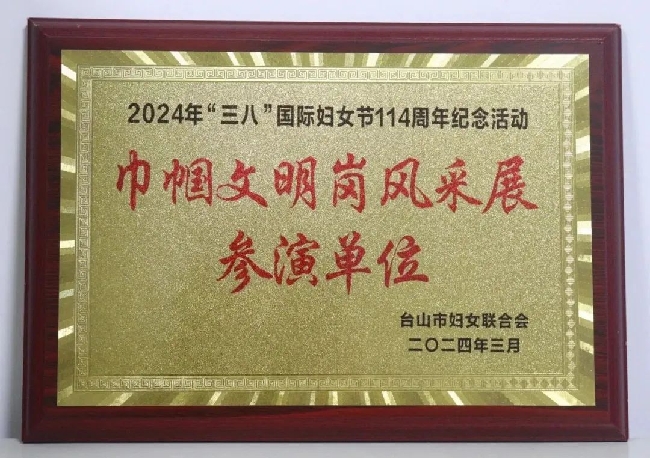 2024年“三八”国际妇女节114周年纪念活动
巾帼文明岗风采展
参演单位
台山市妇女联合会
二〇二四年三月